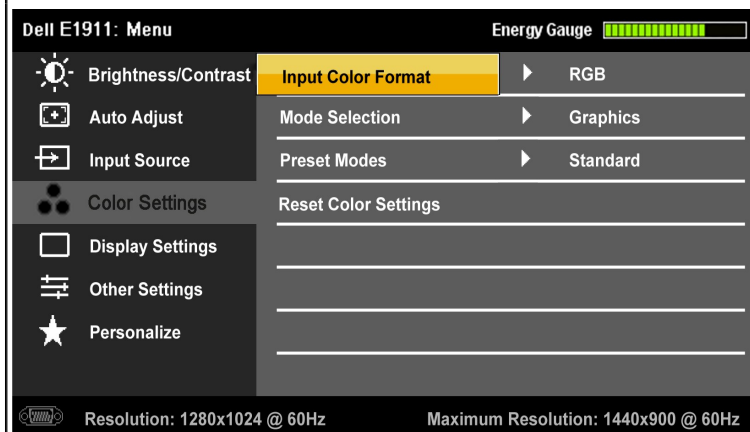 Dell E1911: Menu Energy Gauge
Brightness/Contrast Input Color Format RGB
Auto Adjust Mode Selection Graphics
Input Source Preset Modes Standard
Color Settings Reset Color Settings
Display Settings
Other Settings
Personalize
Resolution: 1280x1024 @ 60Hz Maximum Resolution: 1440x900 @ 60Hz